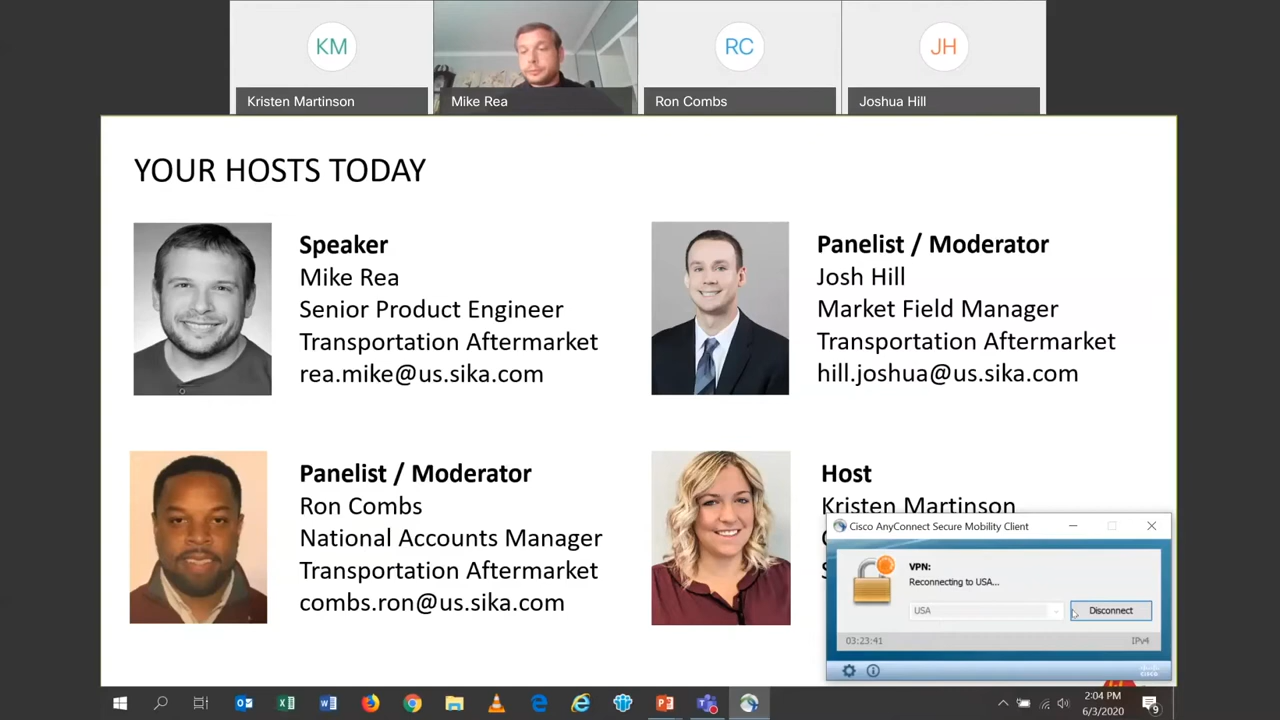 KM
Kristen Martinson
Mike Rea
RC
Ron Combs
JH
Joshua Hill
YOUR HOSTS TODAY
Speaker
Mike Rea
Senior Product Engineer
Transportation Aftermarket
rea.mike@us.sika.com
Panelist / Moderator
Josh Hill
Market Field Manager
Transportation Aftermarket
hill.joshua@us.sika.com
Panelist / Moderator
Ron Combs
National Accounts Manager
Transportation Aftermarket
combs.ron@us.sika.com
Host
Kristen Martinson
Cisco AnyConnect Secure Mobility Client
VPN:
Reconnecting to USA...
USA
Disconnect
03:23:41
IPv4
cisco
2:04 PM
6/3/2020
9